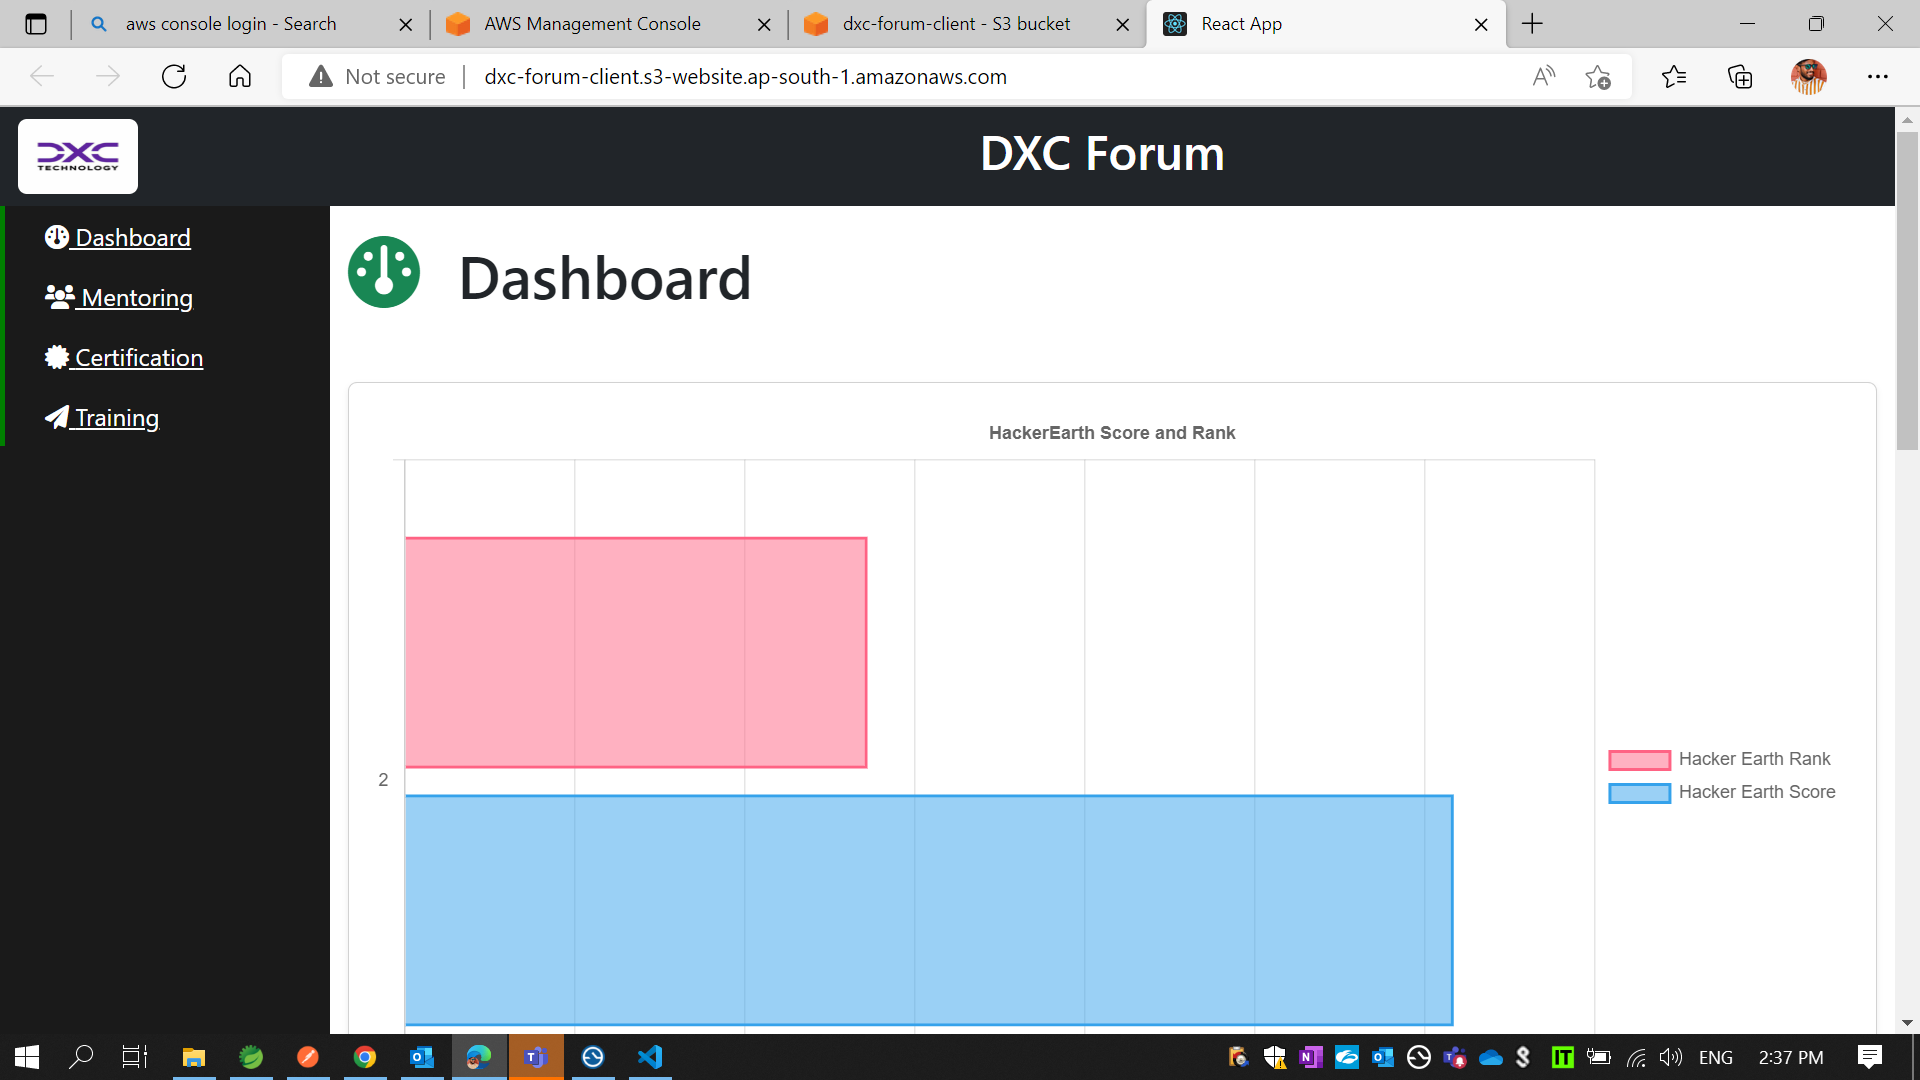 aws console login - Search
AWS Management Console
dxc-forum-client - S3 bucket
React App
Not secure
dxc-forum-client.s3-website.ap-south-1.amazonaws.com
DXC
TECHNOLOGY
DXC Forum
Dashboard
Mentoring
Certification
Training
Dashboard
HackerEarth Score and Rank
2
Hacker Earth Rank
Hacker Earth Score
ENG
2:37 PM